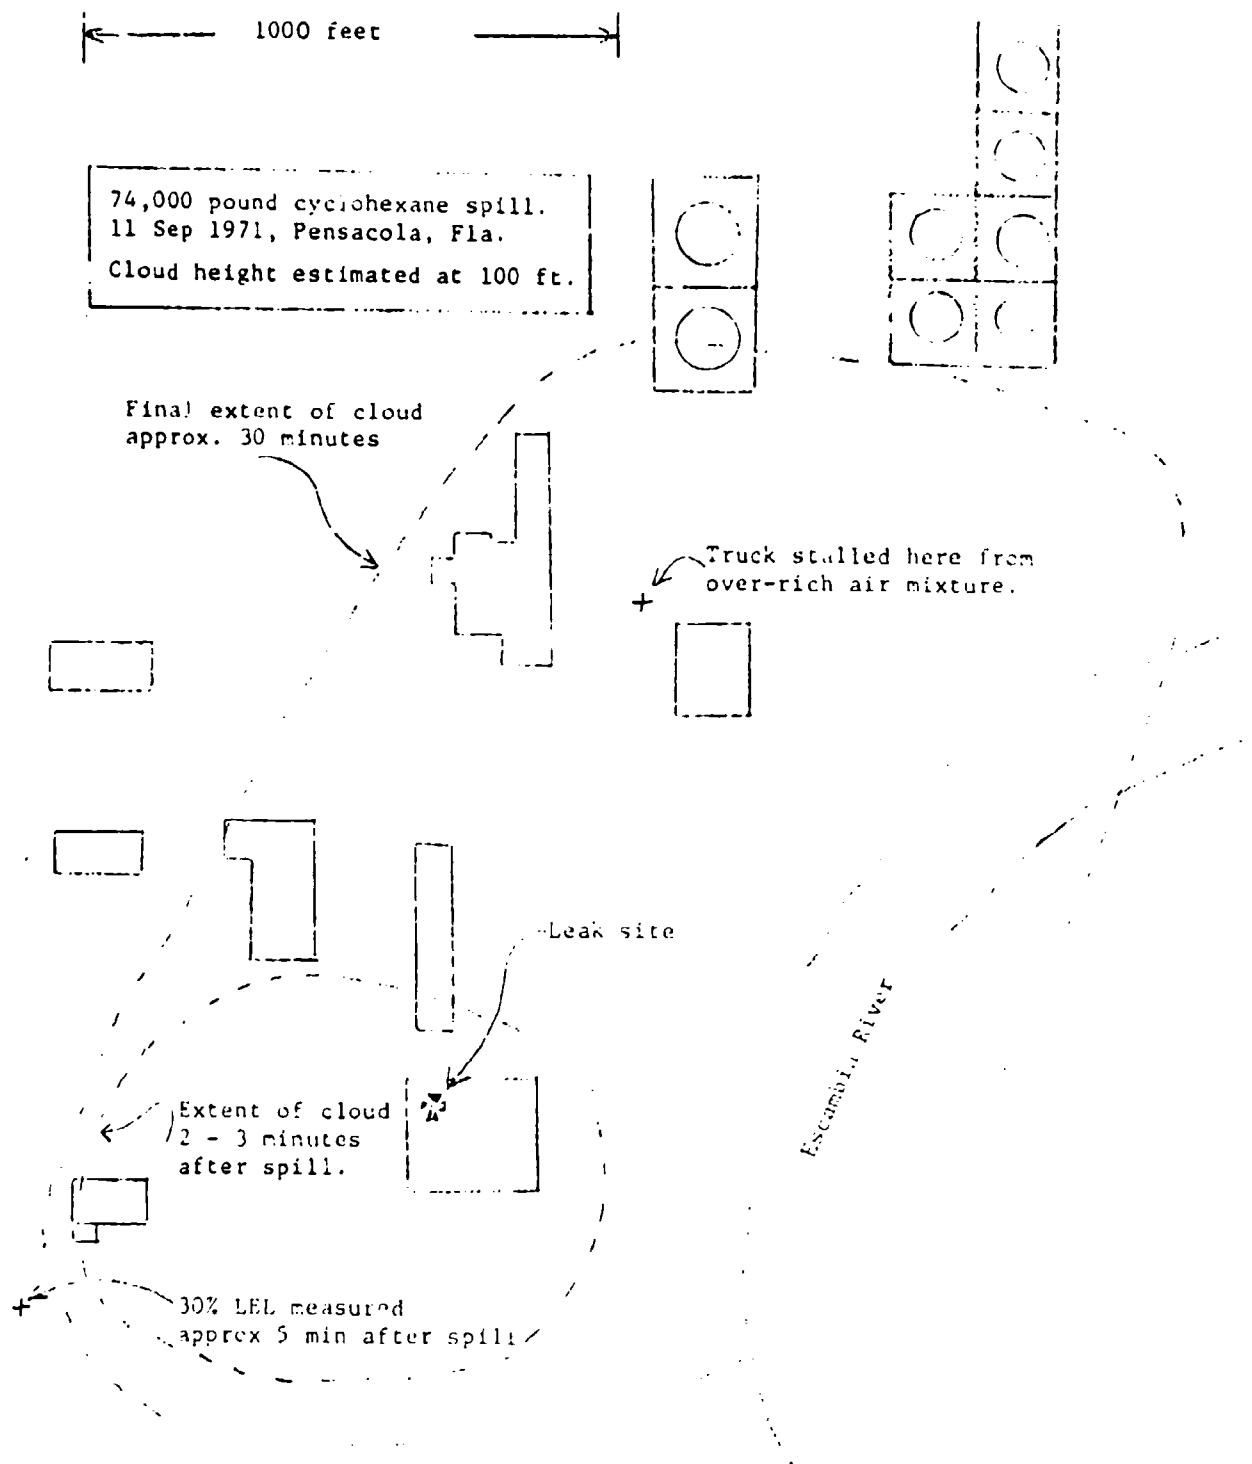 1000 feet
74,000 pound cyclohexane spill.
11 Sep 1971, Pensacola, Fla.
Cloud height estimated at 100 ft.
Final extent of cloud
approx. 30 minutes
Truck stalled here from
over-rich air mixture.
Leak site
Escambia River
Extent of cloud
2 - 3 minutes
after spill.
30% LEL measured
approx 5 min after spill